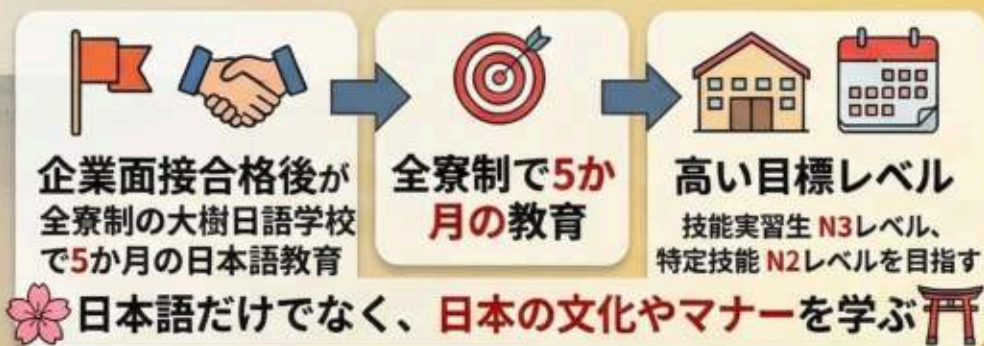 企業面接合格後が
全寮制の大樹日語学校
で5か月の日本語教育
全寮制で5か
月の教育
高い目標レベル
技能実習生 N3レベル、
特定技能 N2レベルを目指す
日本語だけでなく、日本の文化やマナーを学ぶ